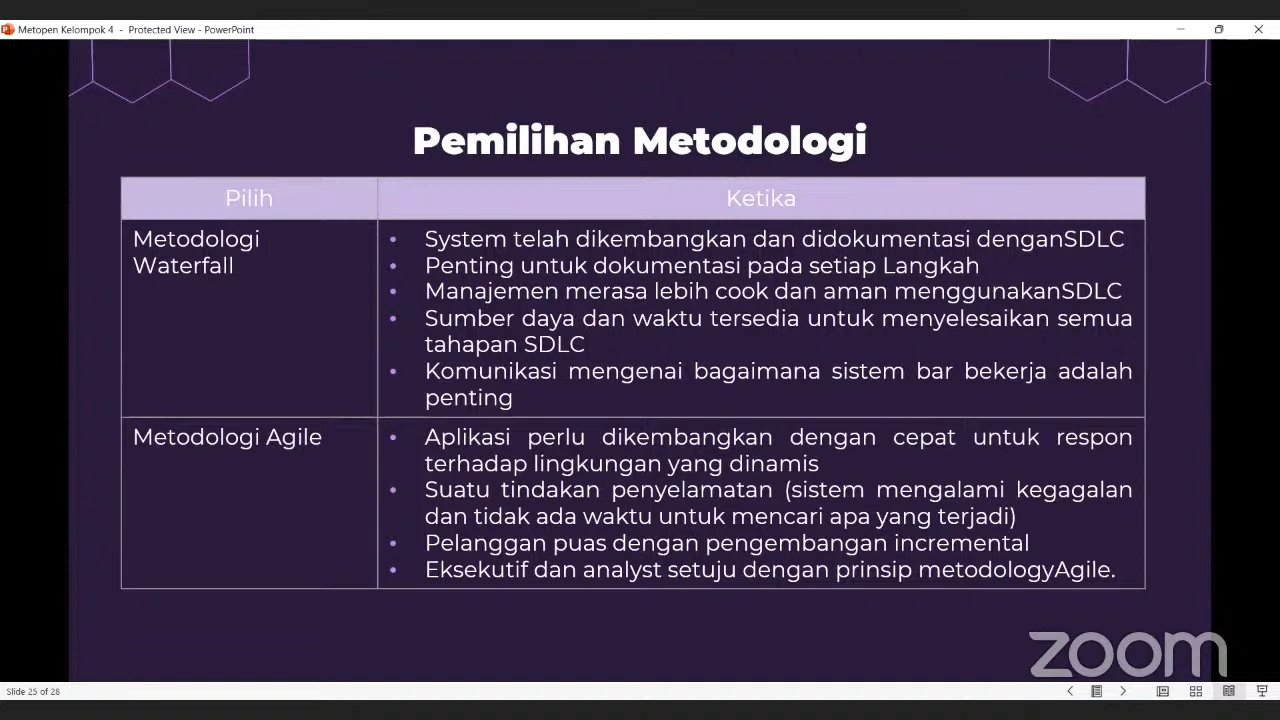 Metopen Kelompok 4 - Protected View - PowerPoint
Pemilihan Metodologi
Pilih
Ketika
Metodologi
Waterfall
• System telah dikembangkan dan didokumentasi denganSDLC
• Penting untuk dokumentasi pada setiap Langkah
• Manajemen merasa lebih cook dan aman menggunakanSDLC
• Sumber daya dan waktu tersedia untuk menyelesaikan semua
tahapan SDLC
• Komunikasi mengenai bagaimana sistem bar bekerja adalah
penting
Metodologi Agile
• Aplikasi perlu dikembangkan dengan cepat untuk respon
terhadap lingkungan yang dinamis
• Suatu tindakan penyelamatan (sistem mengalami kegagalan
dan tidak ada waktu untuk mencari apa yang terjadi)
• Pelanggan puas dengan pengembangan incremental
• Eksekutif dan analyst setuju dengan prinsip metodologyAgile.
zoom
Slide 25 of 28